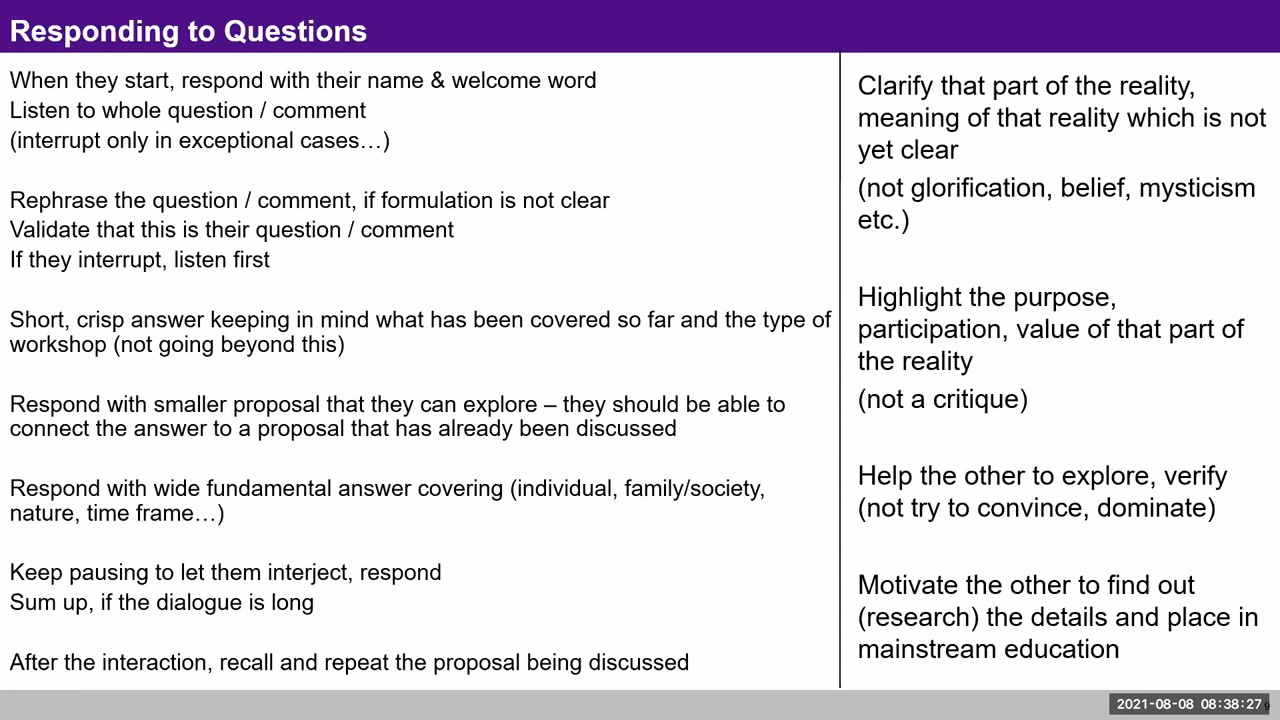 Responding to Questions
When they start, respond with their name & welcome word
Listen to whole question / comment
(interrupt only in exceptional cases…)
Rephrase the question / comment, if formulation is not clear
Validate that this is their question / comment
If they interrupt, listen first
Short, crisp answer keeping in mind what has been covered so far and the type of
workshop (not going beyond this)
Respond with smaller proposal that they can explore – they should be able to
connect the answer to a proposal that has already been discussed
Respond with wide fundamental answer covering (individual, family/society,
nature, time frame…)
Keep pausing to let them interject, respond
Sum up, if the dialogue is long
After the interaction, recall and repeat the proposal being discussed
Clarify that part of the reality,
meaning of that reality which is not
yet clear
(not glorification, belief, mysticism
etc.)
Highlight the purpose,
participation, value of that part of
the reality
(not a critique)
Help the other to explore, verify
(not try to convince, dominate)
Motivate the other to find out
(research) the details and place in
mainstream education
2021-08-08 08:38:27
9